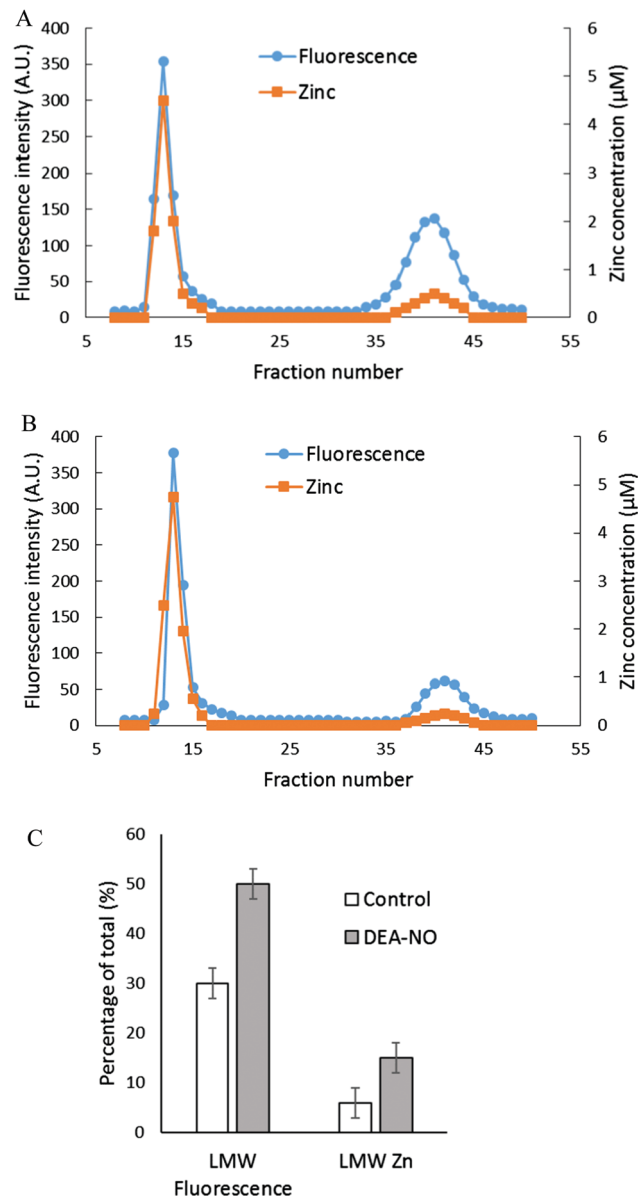 A
Fluorescence intensity (A.U.)
400
350
300
250
200
150
100
50
0
Fluorescence
Zinc
6
5
4
3
2
1
0
Zinc concentration (µM)
5 15 25 35 45 55
Fraction number
B
Fluorescence intensity (A.U.)
400
350
300
250
200
150
100
50
0
Fluorescence
Zinc
6
5
4
3
2
1
0
Zinc concentration (µM)
5 15 25 35 45 55
Fraction number
C
Percentage of total (%)
60
50
40
30
20
10
0
Control
DEA-NO
LMW
Fluorescence
LMW Zn